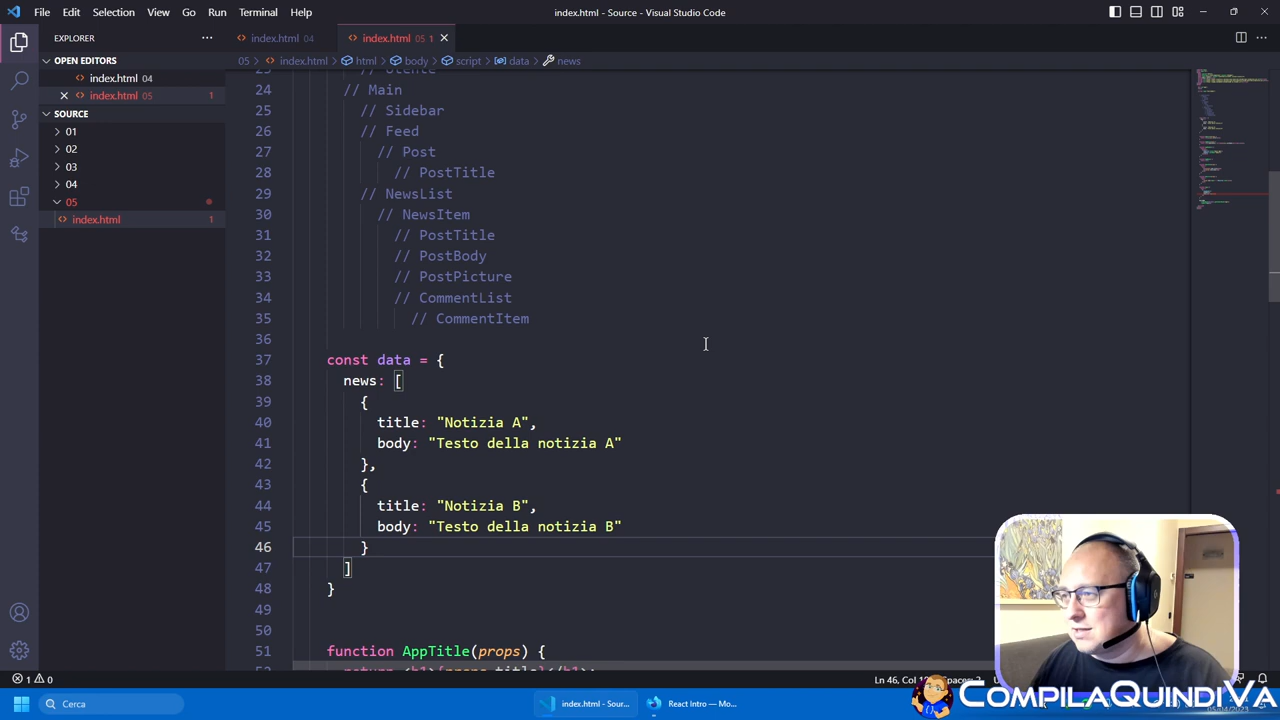 File Edit Selection View Go Run Terminal Help
index.html - Source - Visual Studio Code
EXPLORER
OPEN EDITORS
index.html 04
index.html 05 1
SOURCE
01
02
03
04
05
index.html 1
index.html 04
index.html 05 1
05 > index.html > html > body > script > data > news
24 // Main
25 // Sidebar
26 // Feed
27 // Post
28 // PostTitle
29 // NewsList
30 // NewsItem
31 // PostTitle
32 // PostBody
33 // PostPicture
34 // CommentList
35 // CommentItem
36
37 const data = {
38 news: [
39 {
40 title: "Notizia A",
41 body: "Testo della notizia A"
42 },
43 {
44 title: "Notizia B",
45 body: "Testo della notizia B"
46 }
47 ]
48 }
49
50
51 function AppTitle(props) {
1 0
Cerca
index.html - Sour...
React Intro — Mo...
COMPILAQUINDIVA